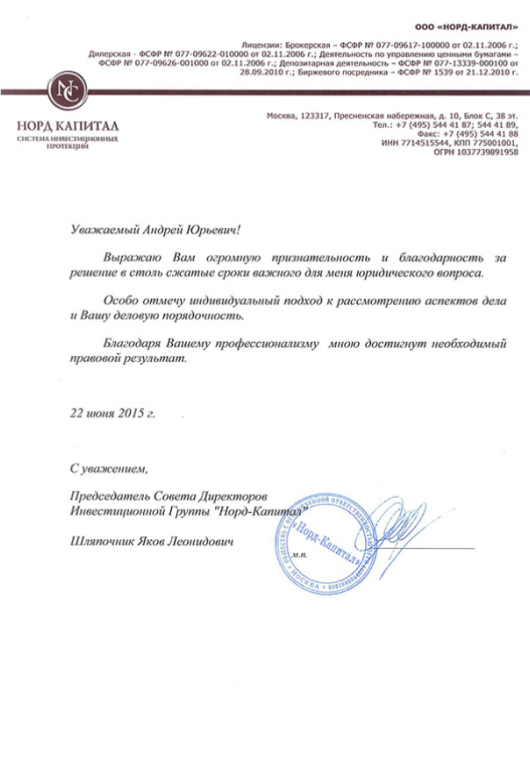 ООО «НОРД-КАПИТАЛ»
Лицензии: Брокерская – ФСФР № 077-09617-100000 от 02.11.2006 г.;
Дилерская - ФСФР № 077-09622-010000 от 02.11.2006 г.; Деятельность по управлению ценными бумагами –
ФСФР № 077-09626-001000 от 02.11.2006 г.; Депозитарная деятельность – ФСФР № 077-13339-000100 от
28.09.2010 г.; Биржевого посредника – ФСФР № 1539 от 21.12.2010 г.
НОРД КАПИТАЛ
СИСТЕМА ИНВЕСТИЦИОННЫХ
ПРОТЕКЦИЙ
Москва, 123317, Пресненская набережная, д. 10, Блок С, 38 эт.
Тел.: +7 (495) 544 41 87; 544 41 89,
Факс: +7 (495) 544 41 88
ИНН 7714515544, КПП 775001001,
ОГРН 1037739891958
Уважаемый Андрей Юрьевич!
Выражаю Вам огромную признательность и благодарность за
решение в столь сжатые сроки важного для меня юридического вопроса.
Особо отмечу индивидуальный подход к рассмотрению аспектов дела
и Вашу деловую порядочность.
Благодаря Вашему профессионализму мною достигнут необходимый
правовой результат.
22 июня 2015 г.
С уважением,
Председатель Совета Директоров
Инвестиционной Группы "Норд-Капитал"
Шляпочник Яков Леонидович
«Норд-Капитал»
М.П.
МОСКВА